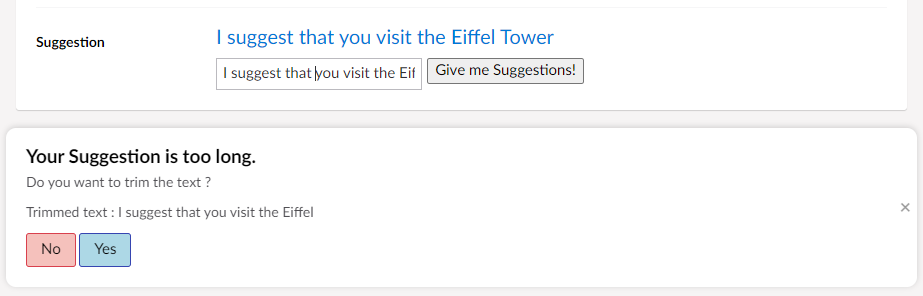 Suggestion
I suggest that you visit the Eiffel Tower
I suggest that you visit the Eif
Give me Suggestions!
Your Suggestion is too long.
Do you want to trim the text ?
Trimmed text : I suggest that you visit the Eiffel
No
Yes